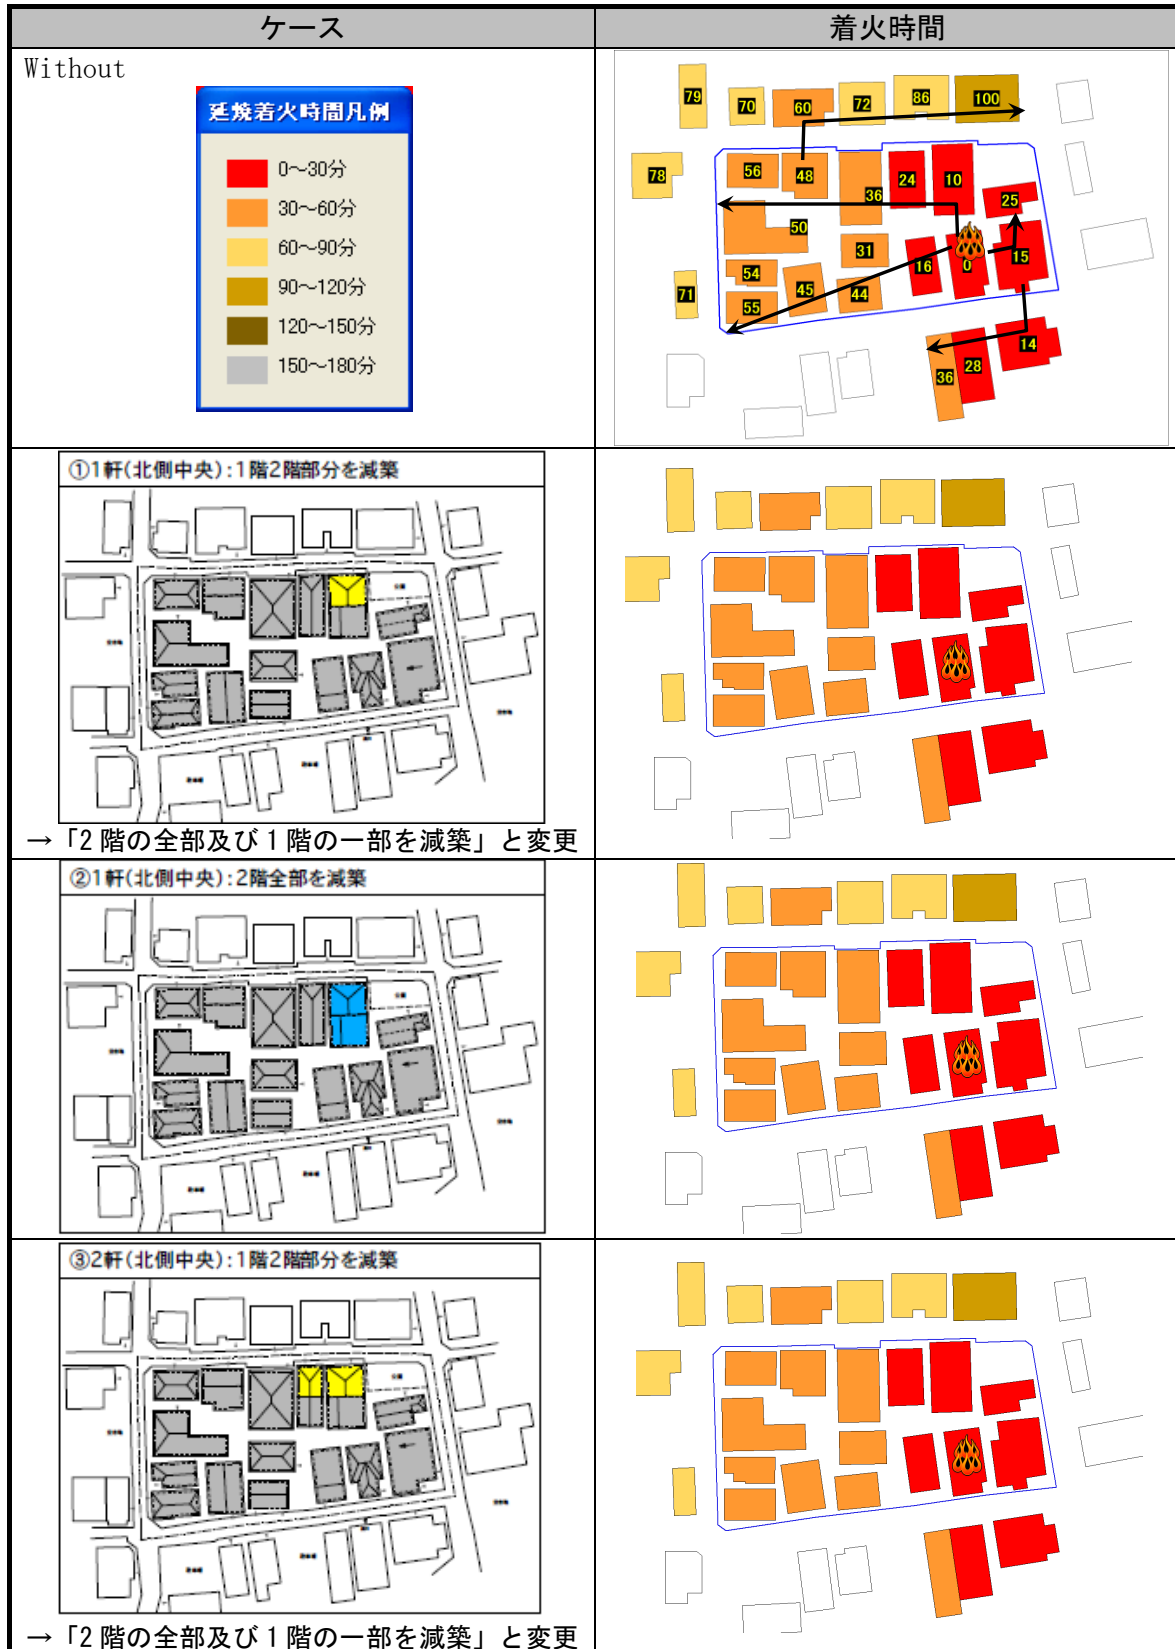 ケース
着火時間
Without
延焼着火時間凡例
0～30分
30～60分
60～90分
90～120分
120～150分
150～180分
79
70
60
72
86
100
78
56
48
36
24
10
25
50
31
16
0
15
54
45
44
71
55
14
28
36
①1軒(北側中央):1階2階部分を減築
公園
→「2階の全部及び1階の一部を減築」と変更
②1軒(北側中央):2階全部を減築
公園
③2軒(北側中央):1階2階部分を減築
公園
→「2階の全部及び1階の一部を減築」と変更